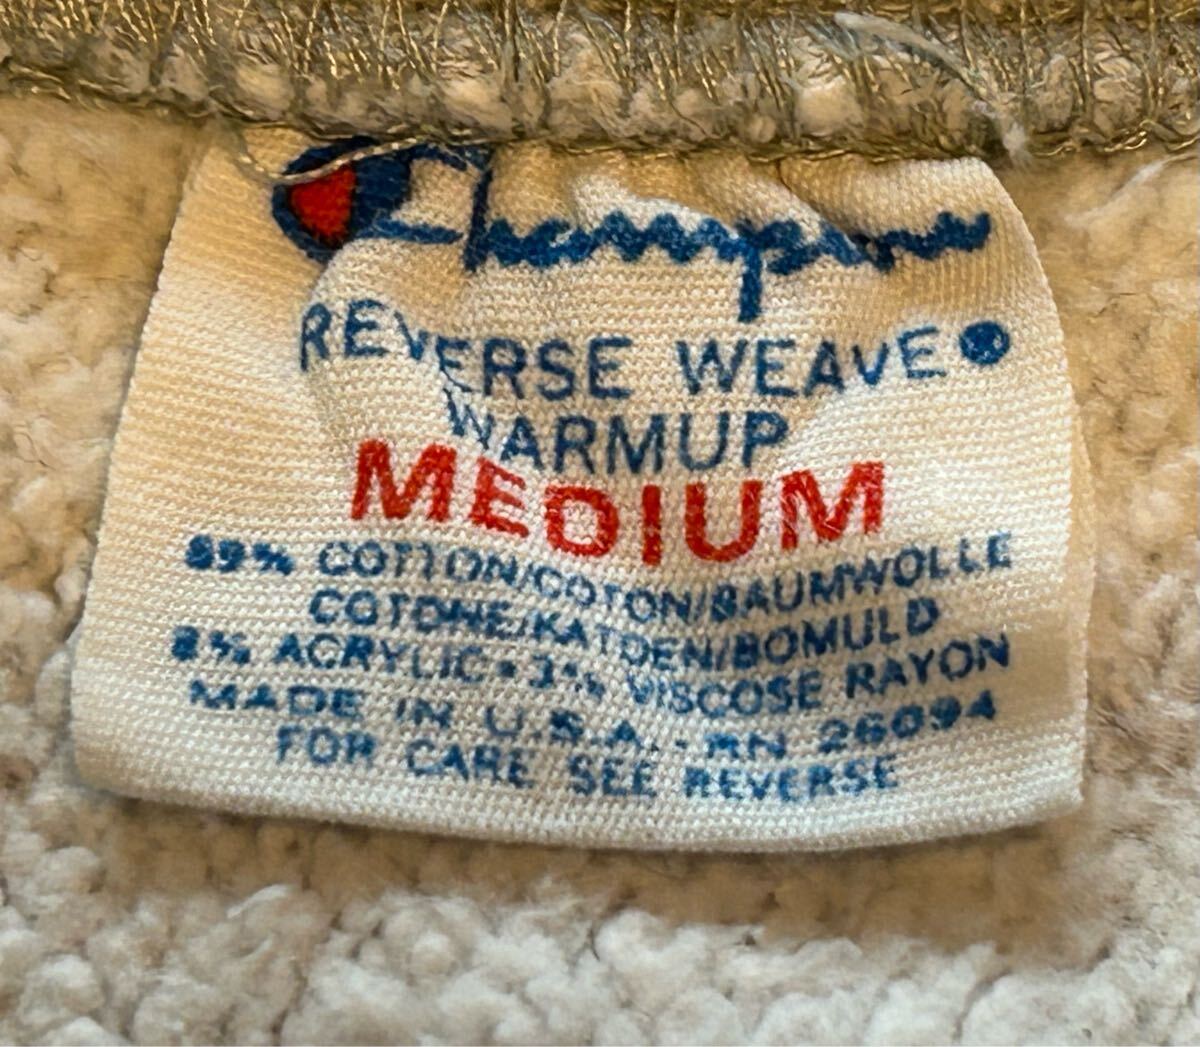 Champion
REVERSE WEAVE®
WARMUP
MEDIUM
89% COTTON/COTON/BAUMWOLLE
COTONE/KATOEN/BOMULD
8% ACRYLIC • 3% VISCOSE RAYON
MADE IN U.S.A. - RN 26094
FOR CARE SEE REVERSE